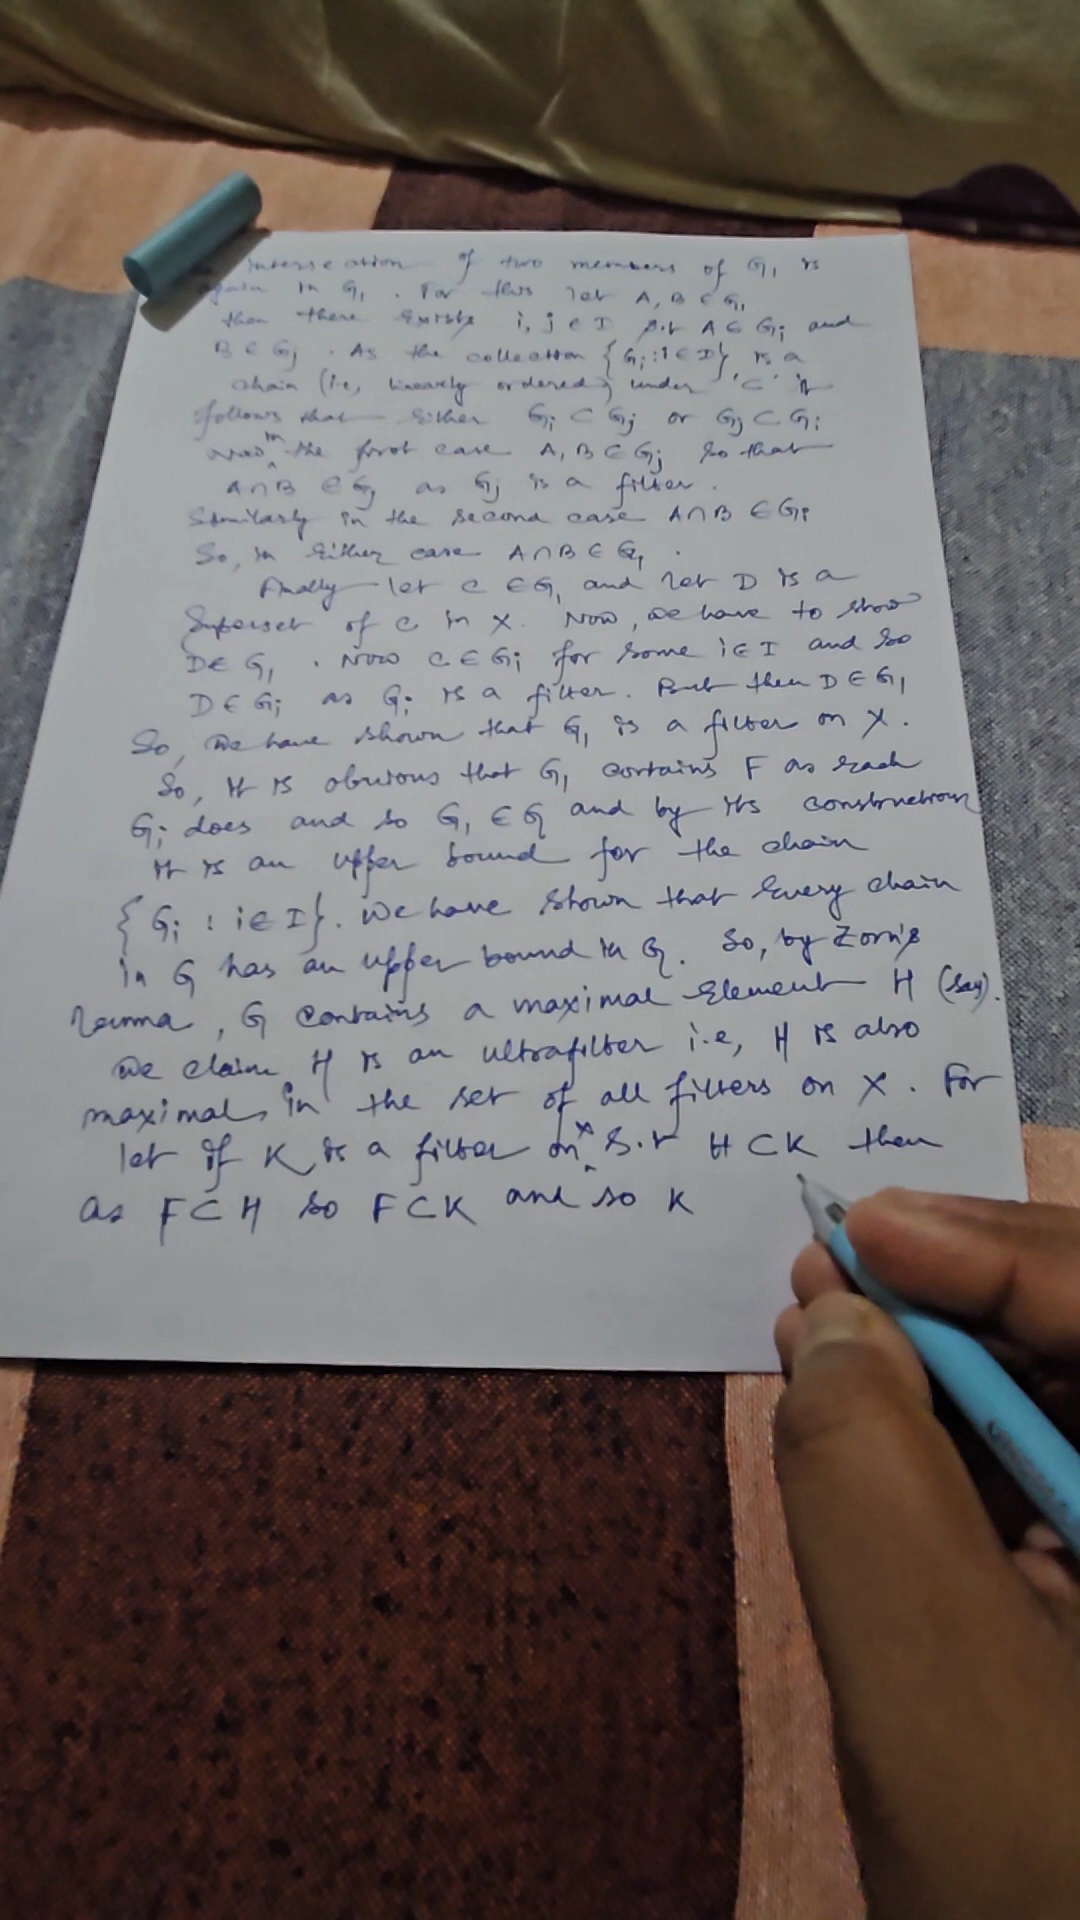 intersection of two members of G₁ is
again in G₁ . For this let A, B ∈ G₁
then there exists i, j ∈ I s.t A ∈ Gᵢ and
B ∈ Gⱼ . As the collection {Gᵢ : i ∈ I} is a
chain (i.e, linearly ordered) under '⊂' it
follows that either Gᵢ ⊂ Gⱼ or Gⱼ ⊂ Gᵢ
Now in the first case A, B ∈ Gⱼ so that
A ∩ B ∈ Gⱼ as Gⱼ is a filter .
Similarly in the second case A ∩ B ∈ Gᵢ
So, in either case A ∩ B ∈ G₁ .
Finally let C ∈ G₁ and let D is a
Superset of C in X . Now, we have to show
D ∈ G₁ . Now C ∈ Gᵢ for some i ∈ I and so
D ∈ Gᵢ as Gᵢ is a filter . But then D ∈ G₁
So, we have shown that G₁ is a filter on X .
So, it is obvious that G₁ contains F as each
Gᵢ does and so G₁ ∈ G and by its construction
it is an upper bound for the chain
{Gᵢ : i ∈ I} . We have shown that every chain
in G has an upper bound in G . So, by Zorn's
lemma , G contains a maximal element H (say).
We claim H is an ultrafilter i.e, H is also
maximal in the set of all filters on X . For
let if K is a filter on X s.t H ⊂ K then
as F ⊂ H so F ⊂ K and so K